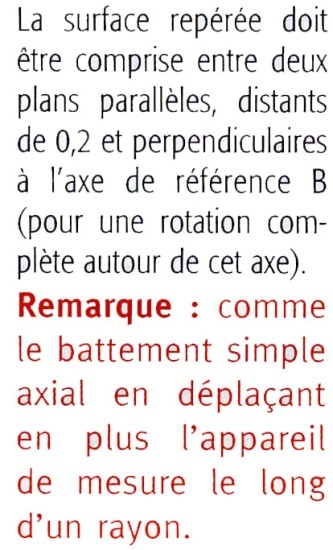 La surface repérée doit
être comprise entre deux
plans parallèles, distants
de 0,2 et perpendiculaires
à l'axe de référence B
(pour une rotation com-
plète autour de cet axe).
Remarque : comme
le battement simple
axial en déplaçant
en plus l'appareil
de mesure le long
d'un rayon.